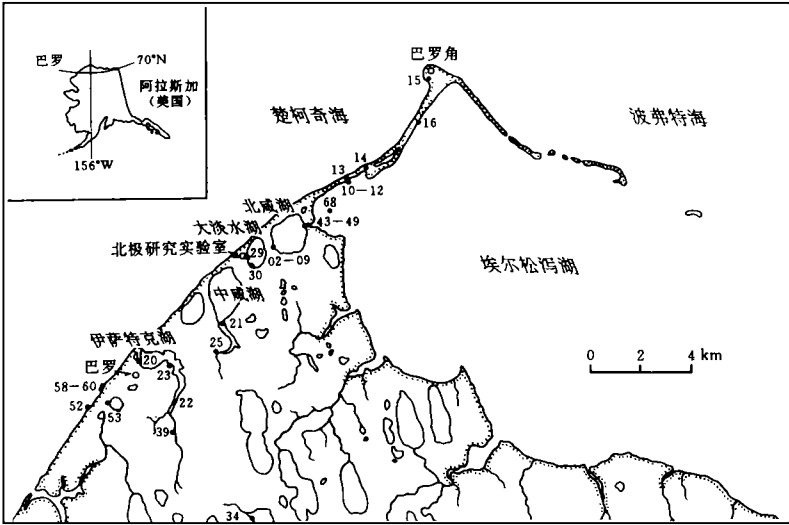 巴罗
70°N
阿拉斯加
(美国)
156°W
巴罗角
15
楚柯奇海
波弗特海
16
14
13
10—12
北咸湖
68
大淡水湖
43—49
北极研究实验室
29
02—09
30
埃尔松泻湖
中咸湖
21
伊萨特克湖
25
巴罗
20
23
0 2 4 km
58—60
52
53
22
39
34